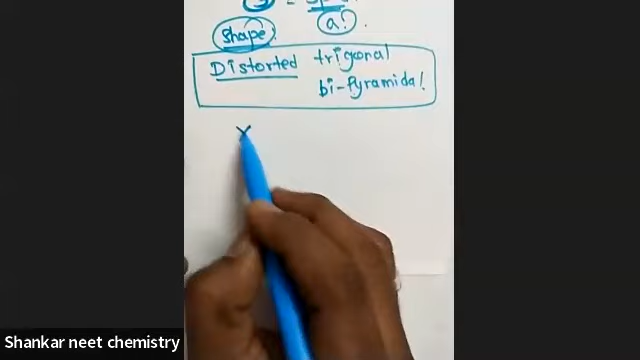 a!.
Shape:
Distorted trigonal
bi-Pyramidal
Shankar neet chemistry